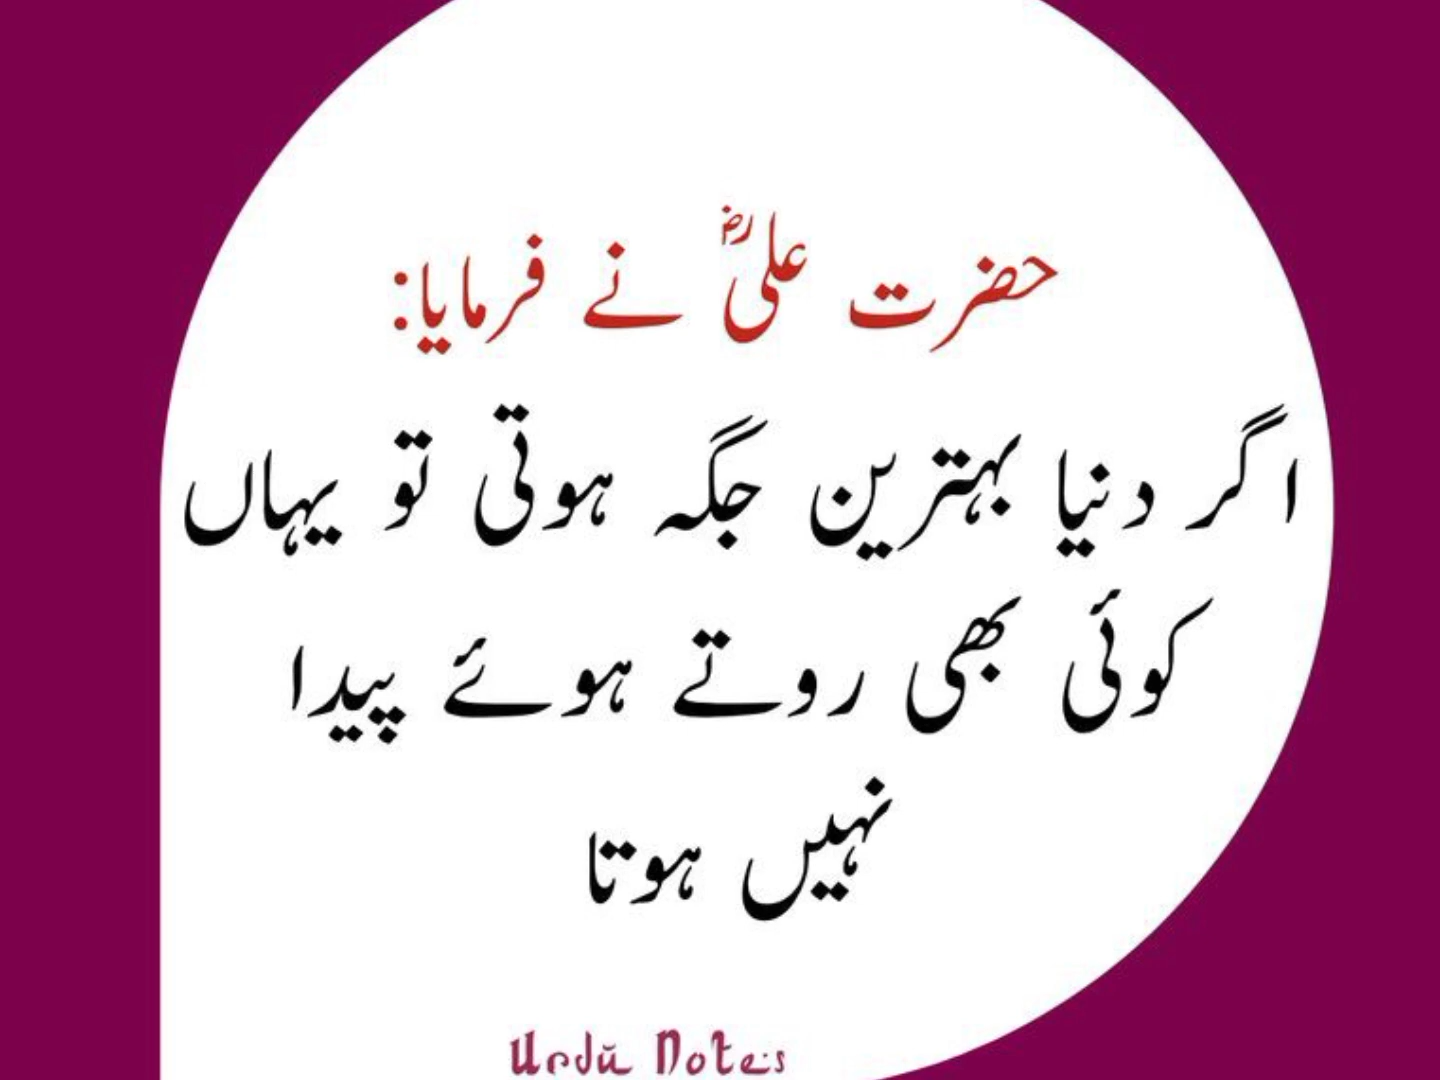 حضرت علیؓ نے فرمایا:
اگر دنیا بہترین جگہ ہوتی تو یہاں
کوئی بھی روتے ہوئے پیدا
نہیں ہوتا
Urdu Notes